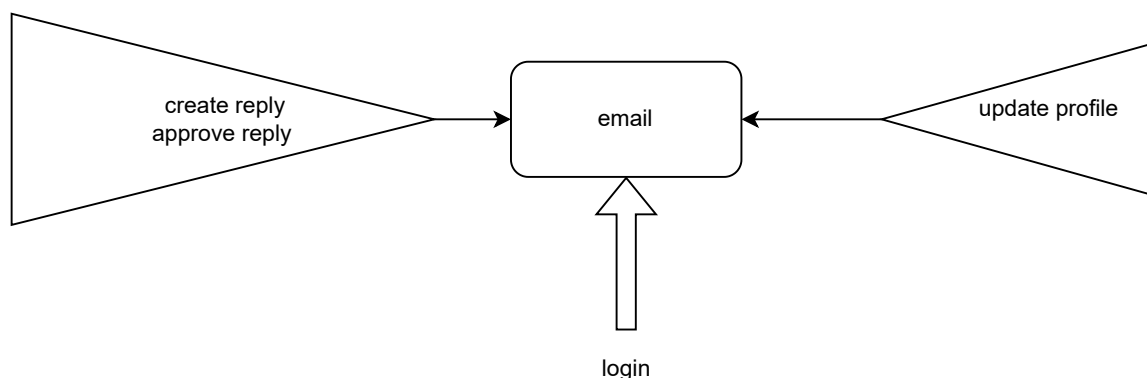 create reply
approve reply
email
update profile
login